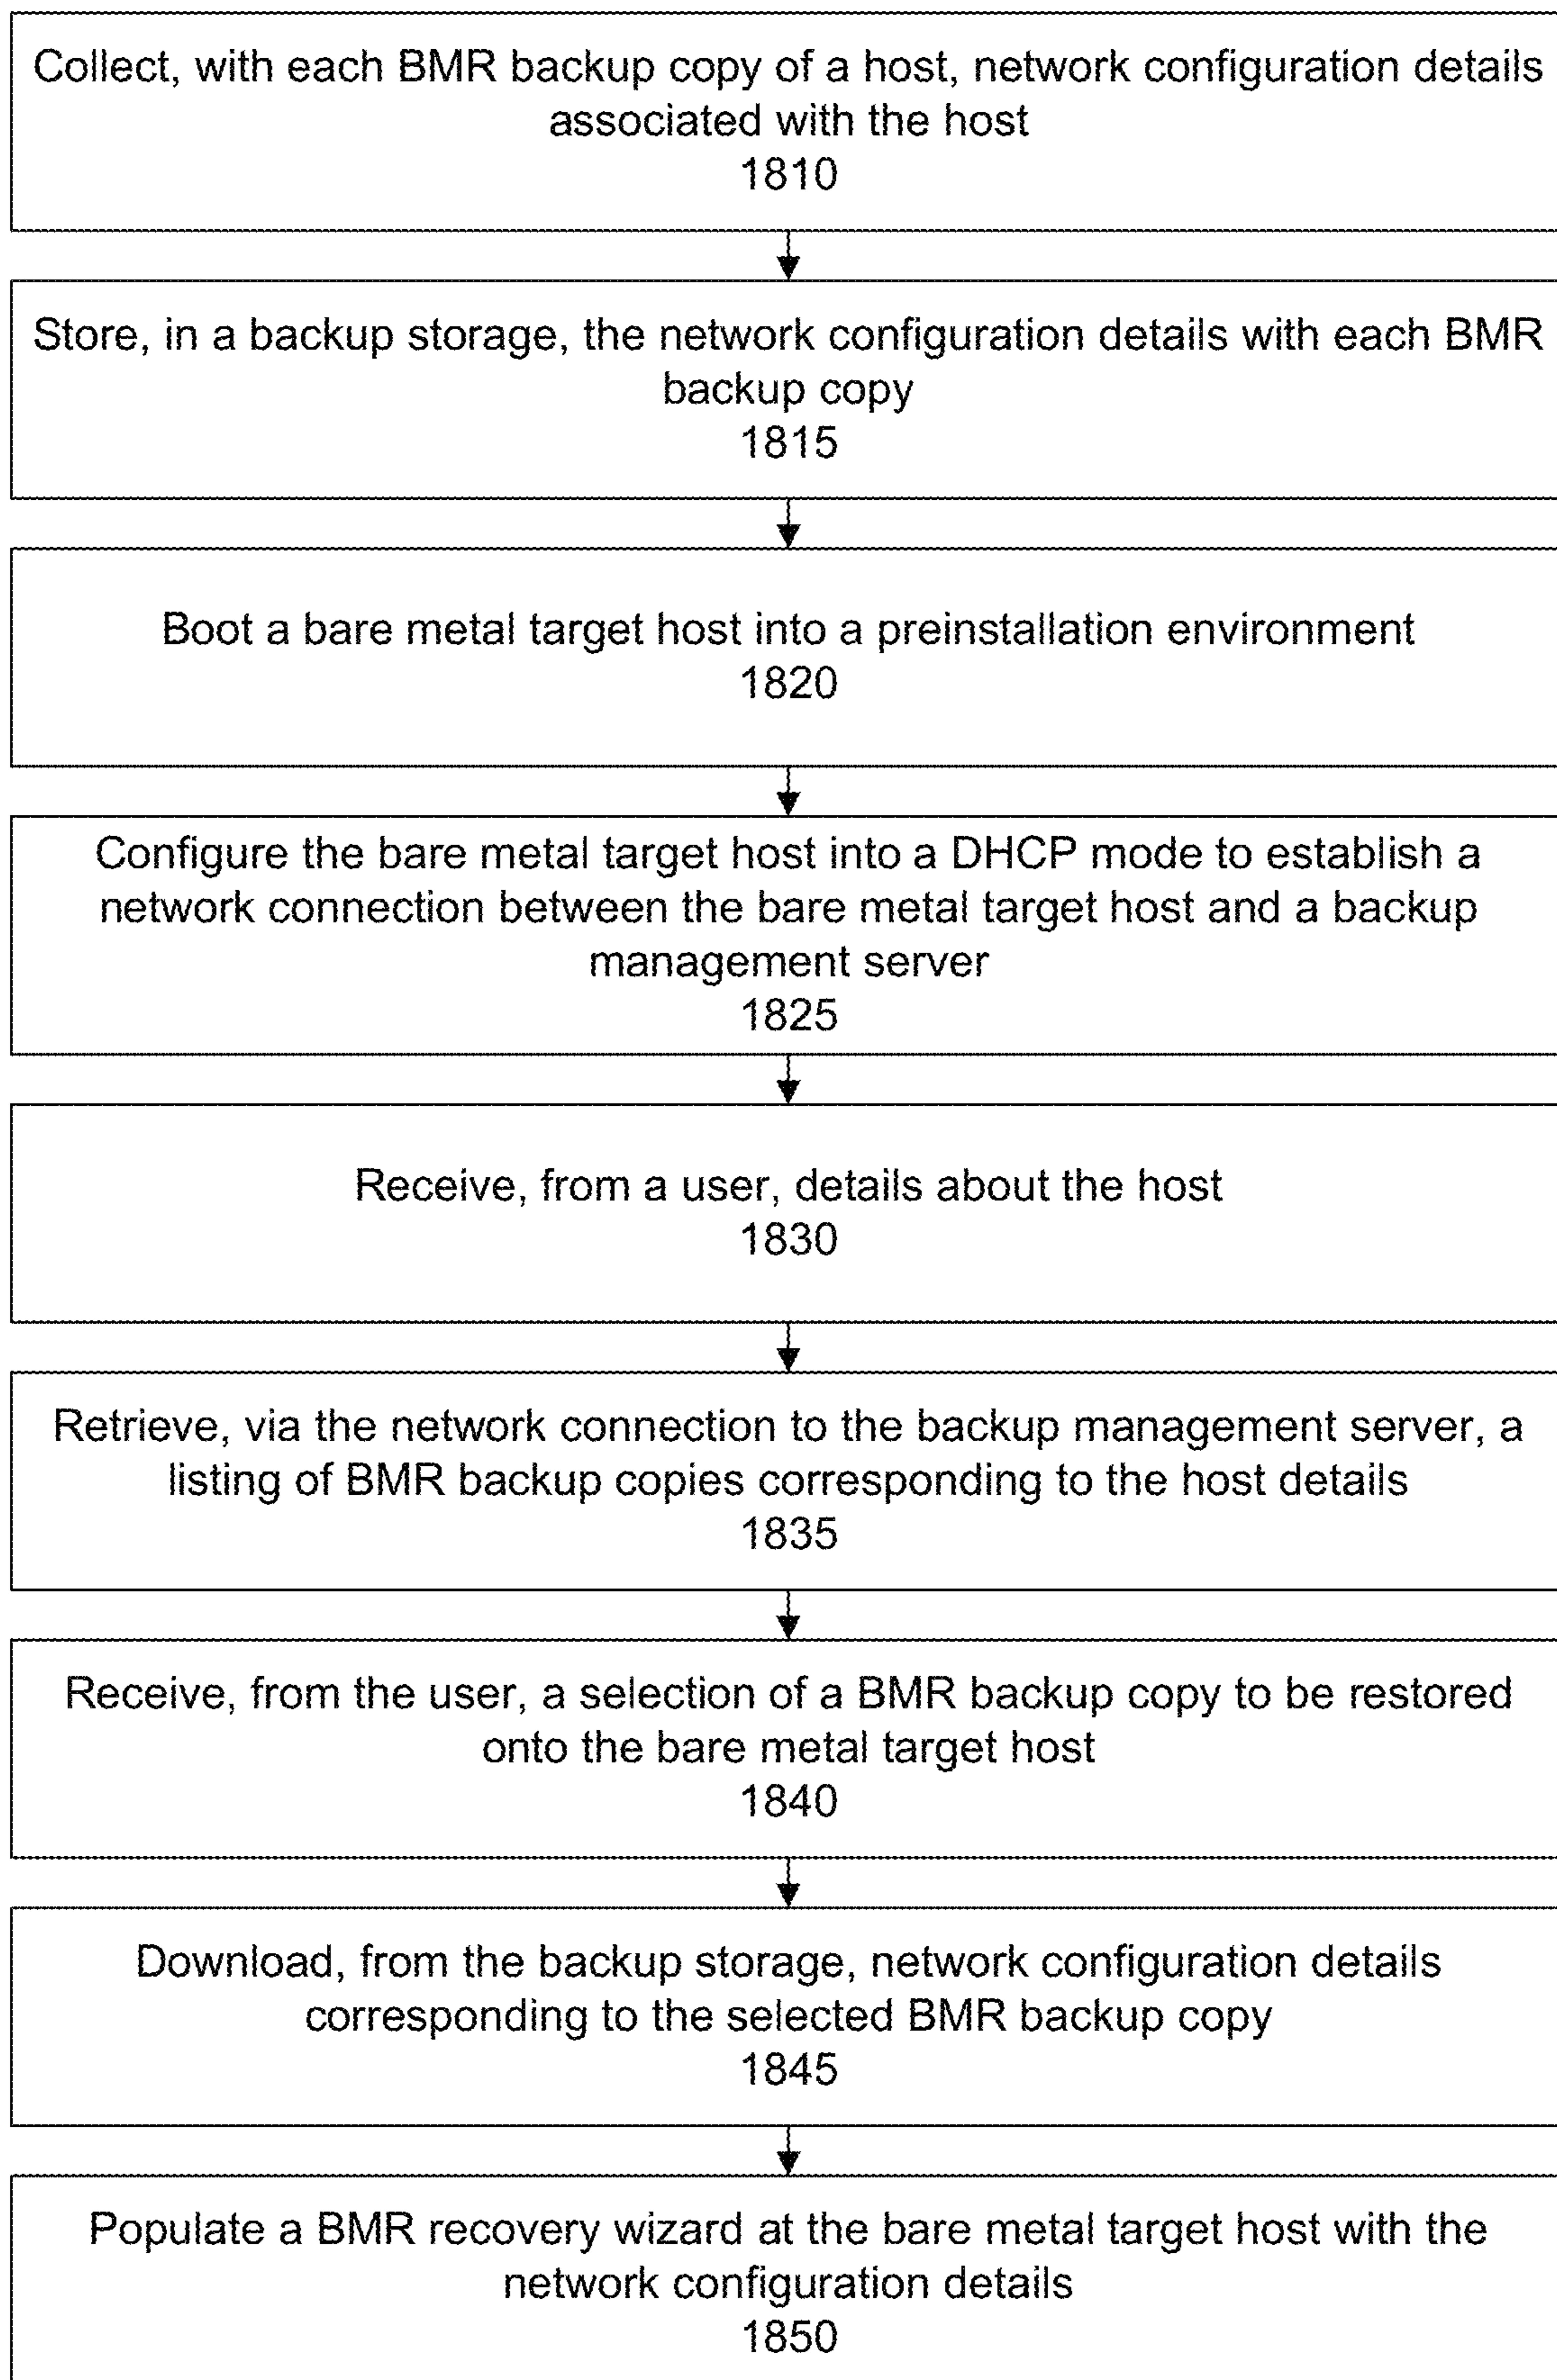 Collect, with each BMR backup copy of a host, network configuration details
associated with the host
1810
Store, in a backup storage, the network configuration details with each BMR
backup copy
1815
Boot a bare metal target host into a preinstallation environment
1820
Configure the bare metal target host into a DHCP mode to establish a
network connection between the bare metal target host and a backup
management server
1825
Receive, from a user, details about the host
1830
Retrieve, via the network connection to the backup management server, a
listing of BMR backup copies corresponding to the host details
1835
Receive, from the user, a selection of a BMR backup copy to be restored
onto the bare metal target host
1840
Download, from the backup storage, network configuration details
corresponding to the selected BMR backup copy
1845
Populate a BMR recovery wizard at the bare metal target host with the
network configuration details
1850